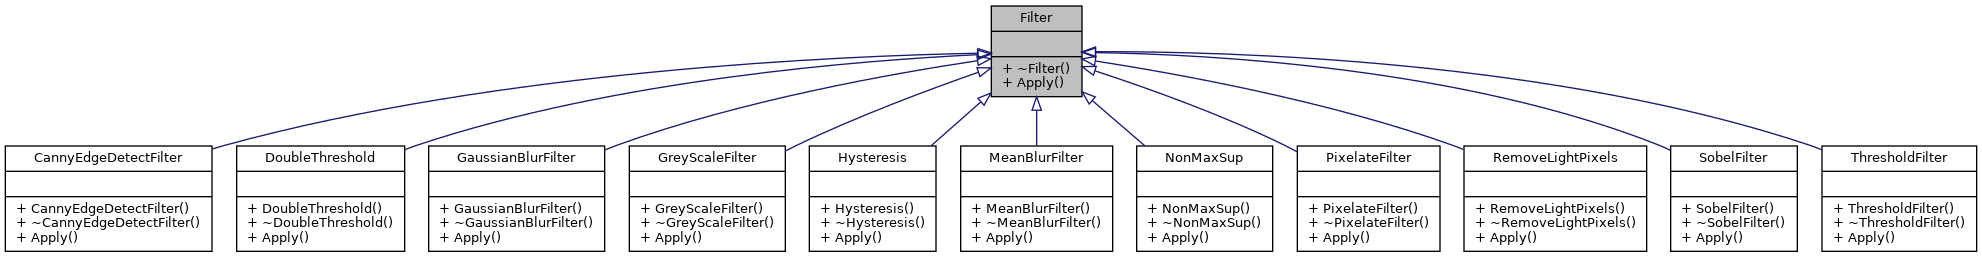 Filter
+ ~Filter()
+ Apply()
CannyEdgeDetectFilter
+ CannyEdgeDetectFilter()
+ ~CannyEdgeDetectFilter()
+ Apply()
DoubleThreshold
+ DoubleThreshold()
+ ~DoubleThreshold()
+ Apply()
GaussianBlurFilter
+ GaussianBlurFilter()
+ ~GaussianBlurFilter()
+ Apply()
GreyScaleFilter
+ GreyScaleFilter()
+ ~GreyScaleFilter()
+ Apply()
Hysteresis
+ Hysteresis()
+ ~Hysteresis()
+ Apply()
MeanBlurFilter
+ MeanBlurFilter()
+ ~MeanBlurFilter()
+ Apply()
NonMaxSup
+ NonMaxSup()
+ ~NonMaxSup()
+ Apply()
PixelateFilter
+ PixelateFilter()
+ ~PixelateFilter()
+ Apply()
RemoveLightPixels
+ RemoveLightPixels()
+ ~RemoveLightPixels()
+ Apply()
SobelFilter
+ SobelFilter()
+ ~SobelFilter()
+ Apply()
ThresholdFilter
+ ThresholdFilter()
+ ~ThresholdFilter()
+ Apply()